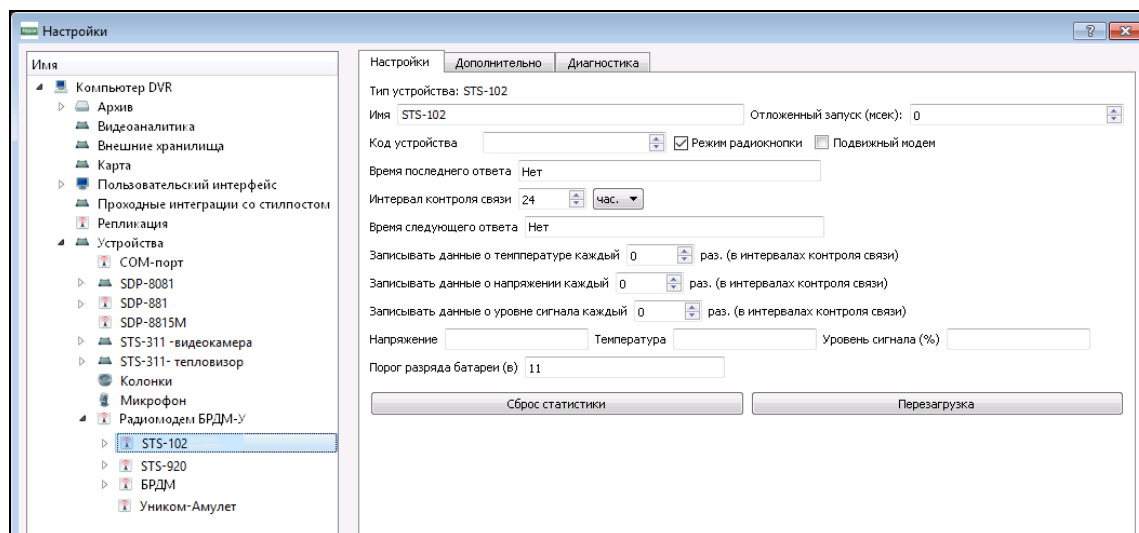 Настройки
Имя
Компьютер DVR
Архив
Видеоаналитика
Внешние хранилища
Карта
Пользовательский интерфейс
Проходные интеграции со стилпостом
Репликация
Устройства
COM-порт
SDP-8081
SDP-881
SDP-8815M
STS-311 -видеокамера
STS-311- тепловизор
Колонки
Микрофон
Радиомодем БРДМ-У
STS-102
STS-920
БРДМ
Уником-Амулет
Настройки Дополнительно Диагностика
Тип устройства: STS-102
Имя STS-102 Отложенный запуск (мсек): 0
Код устройства Режим радиокнопки Подвижный модем
Время последнего ответа Нет
Интервал контроля связи 24 час.
Время следующего ответа Нет
Записывать данные о темппературе каждый 0 раз. (в интервалах контроля связи)
Записывать данные о напряжении каждый 0 раз. (в интервалах контроля связи)
Записывать данные о уровне сигнала каждый 0 раз. (в интервалах контроля связи)
Напряжение Температура Уровень сигнала (%)
Порог разряда батареи (в) 11
Сброс статистики Перезагрузка